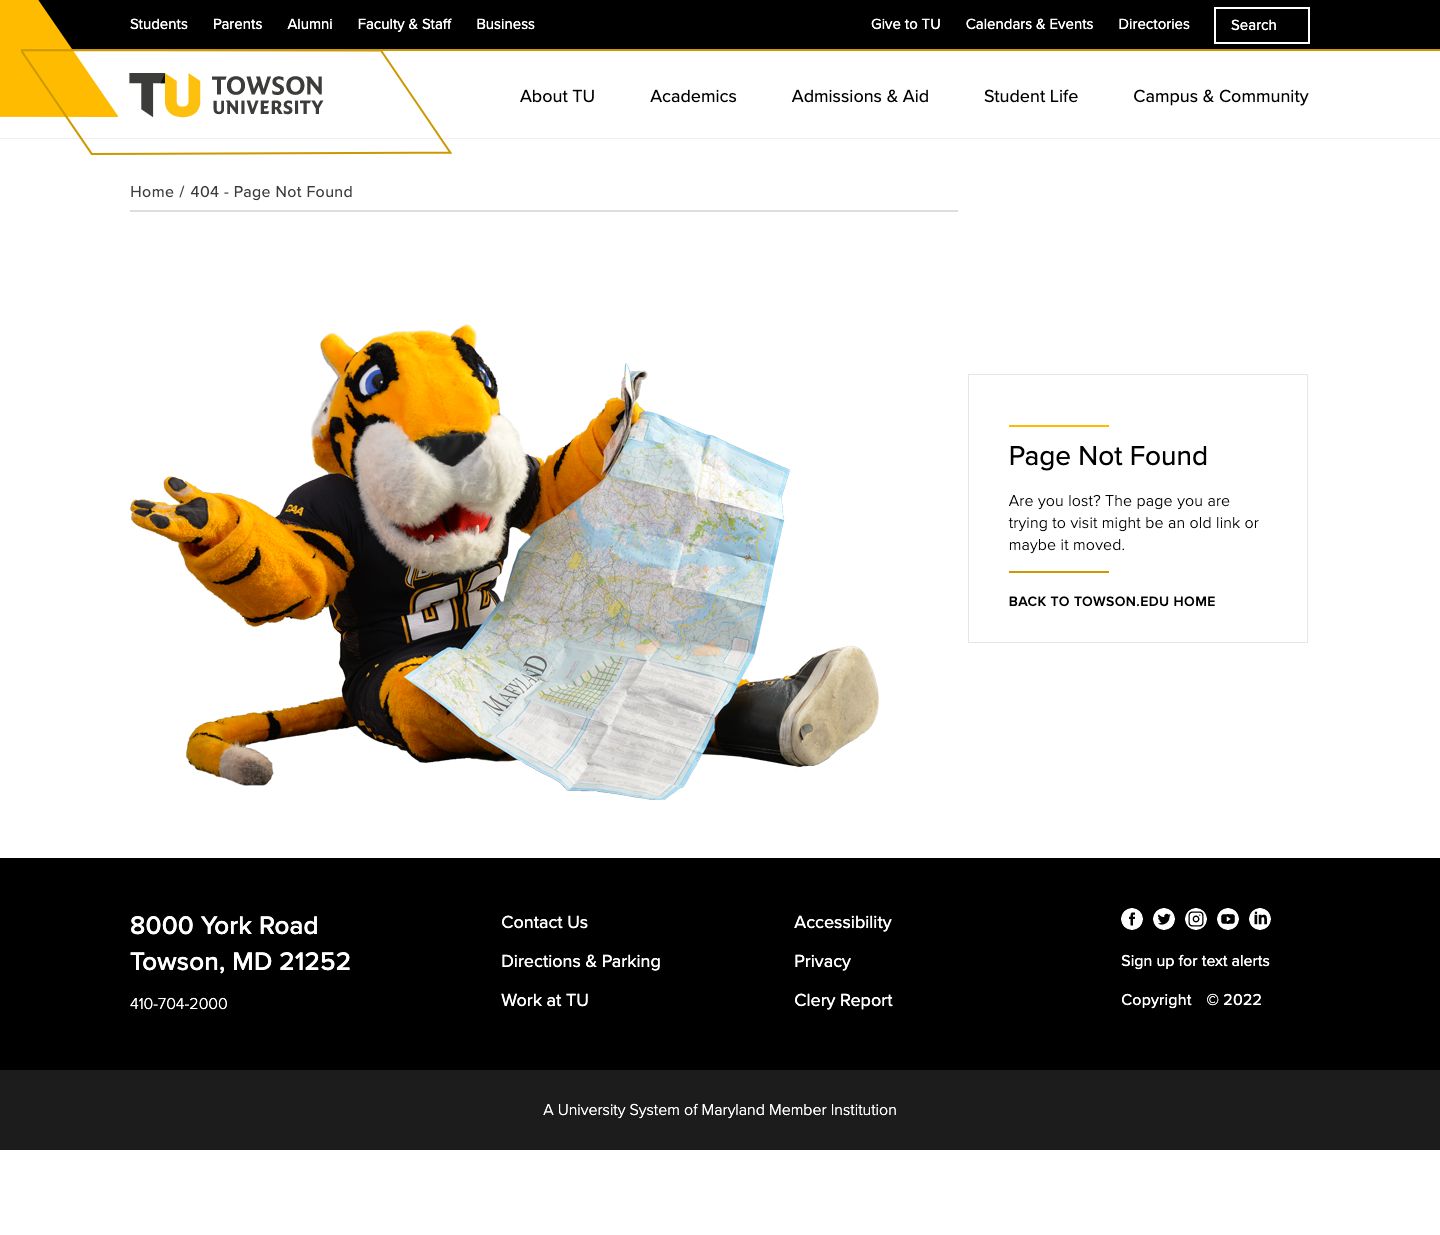 Students Parents Alumni Faculty & Staff Business Give to TU Calendars & Events Directories Search
TU TOWSON
UNIVERSITY
About TU Academics Admissions & Aid Student Life Campus & Community
Home / 404 - Page Not Found
MARYLAND
Page Not Found
Are you lost? The page you are
trying to visit might be an old link or
maybe it moved.
BACK TO TOWSON.EDU HOME
8000 York Road
Towson, MD 21252
410-704-2000
Contact Us
Directions & Parking
Work at TU
Accessibility
Privacy
Clery Report
Sign up for text alerts
Copyright © 2022
A University System of Maryland Member Institution